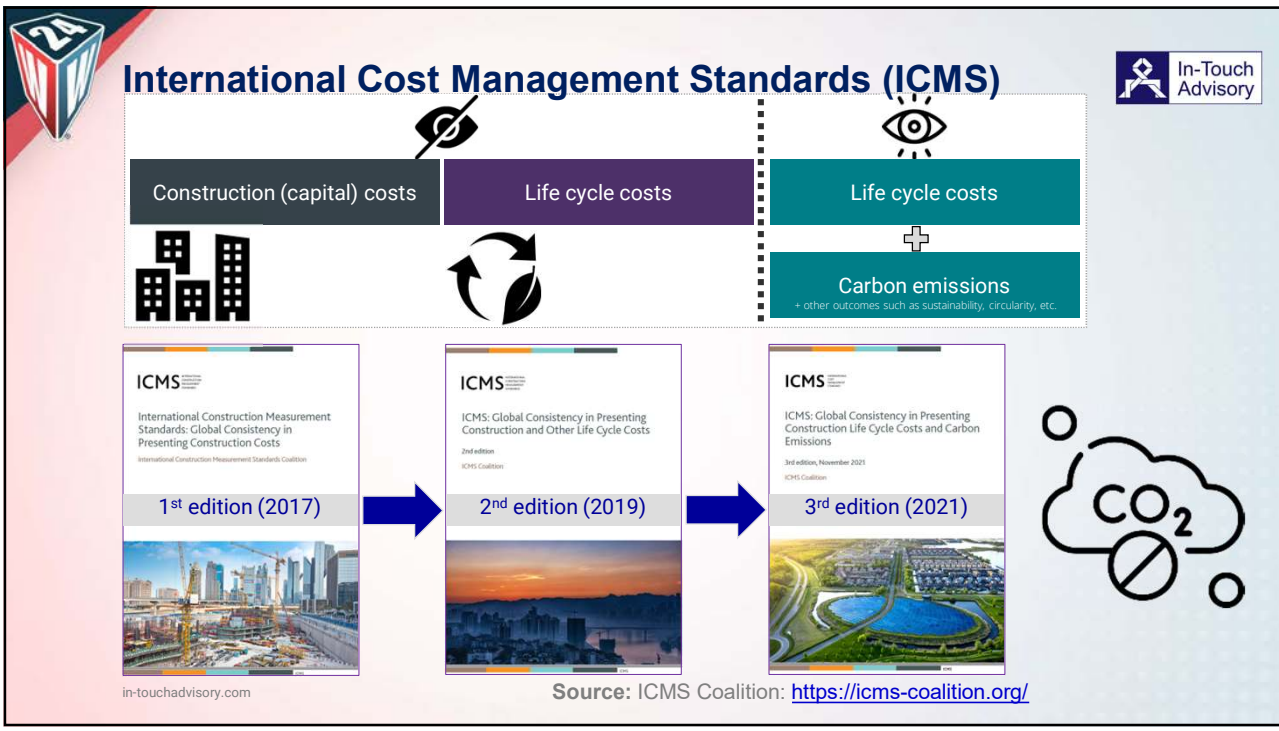 24
International Cost Management Standards (ICMS)
In-Touch
Advisory
Construction (capital) costs
Life cycle costs
Life cycle costs
Carbon emissions
+ other outcomes such as sustainability, circularity, etc.
ICMS
International Construction Measurement
Standards: Global Consistency in
Presenting Construction Costs
International Construction Measurement Standards Coalition
1st edition (2017)
ICMS
ICMS: Global Consistency in Presenting
Construction and Other Life Cycle Costs
2nd edition
ICMS Coalition
2nd edition (2019)
ICMS
ICMS: Global Consistency in Presenting
Construction Life Cycle Costs and Carbon
Emissions
3rd edition, November 2021
ICMS Coalition
3rd edition (2021)
CO2
in-touchadvisory.com
Source: ICMS Coalition: https://icms-coalition.org/